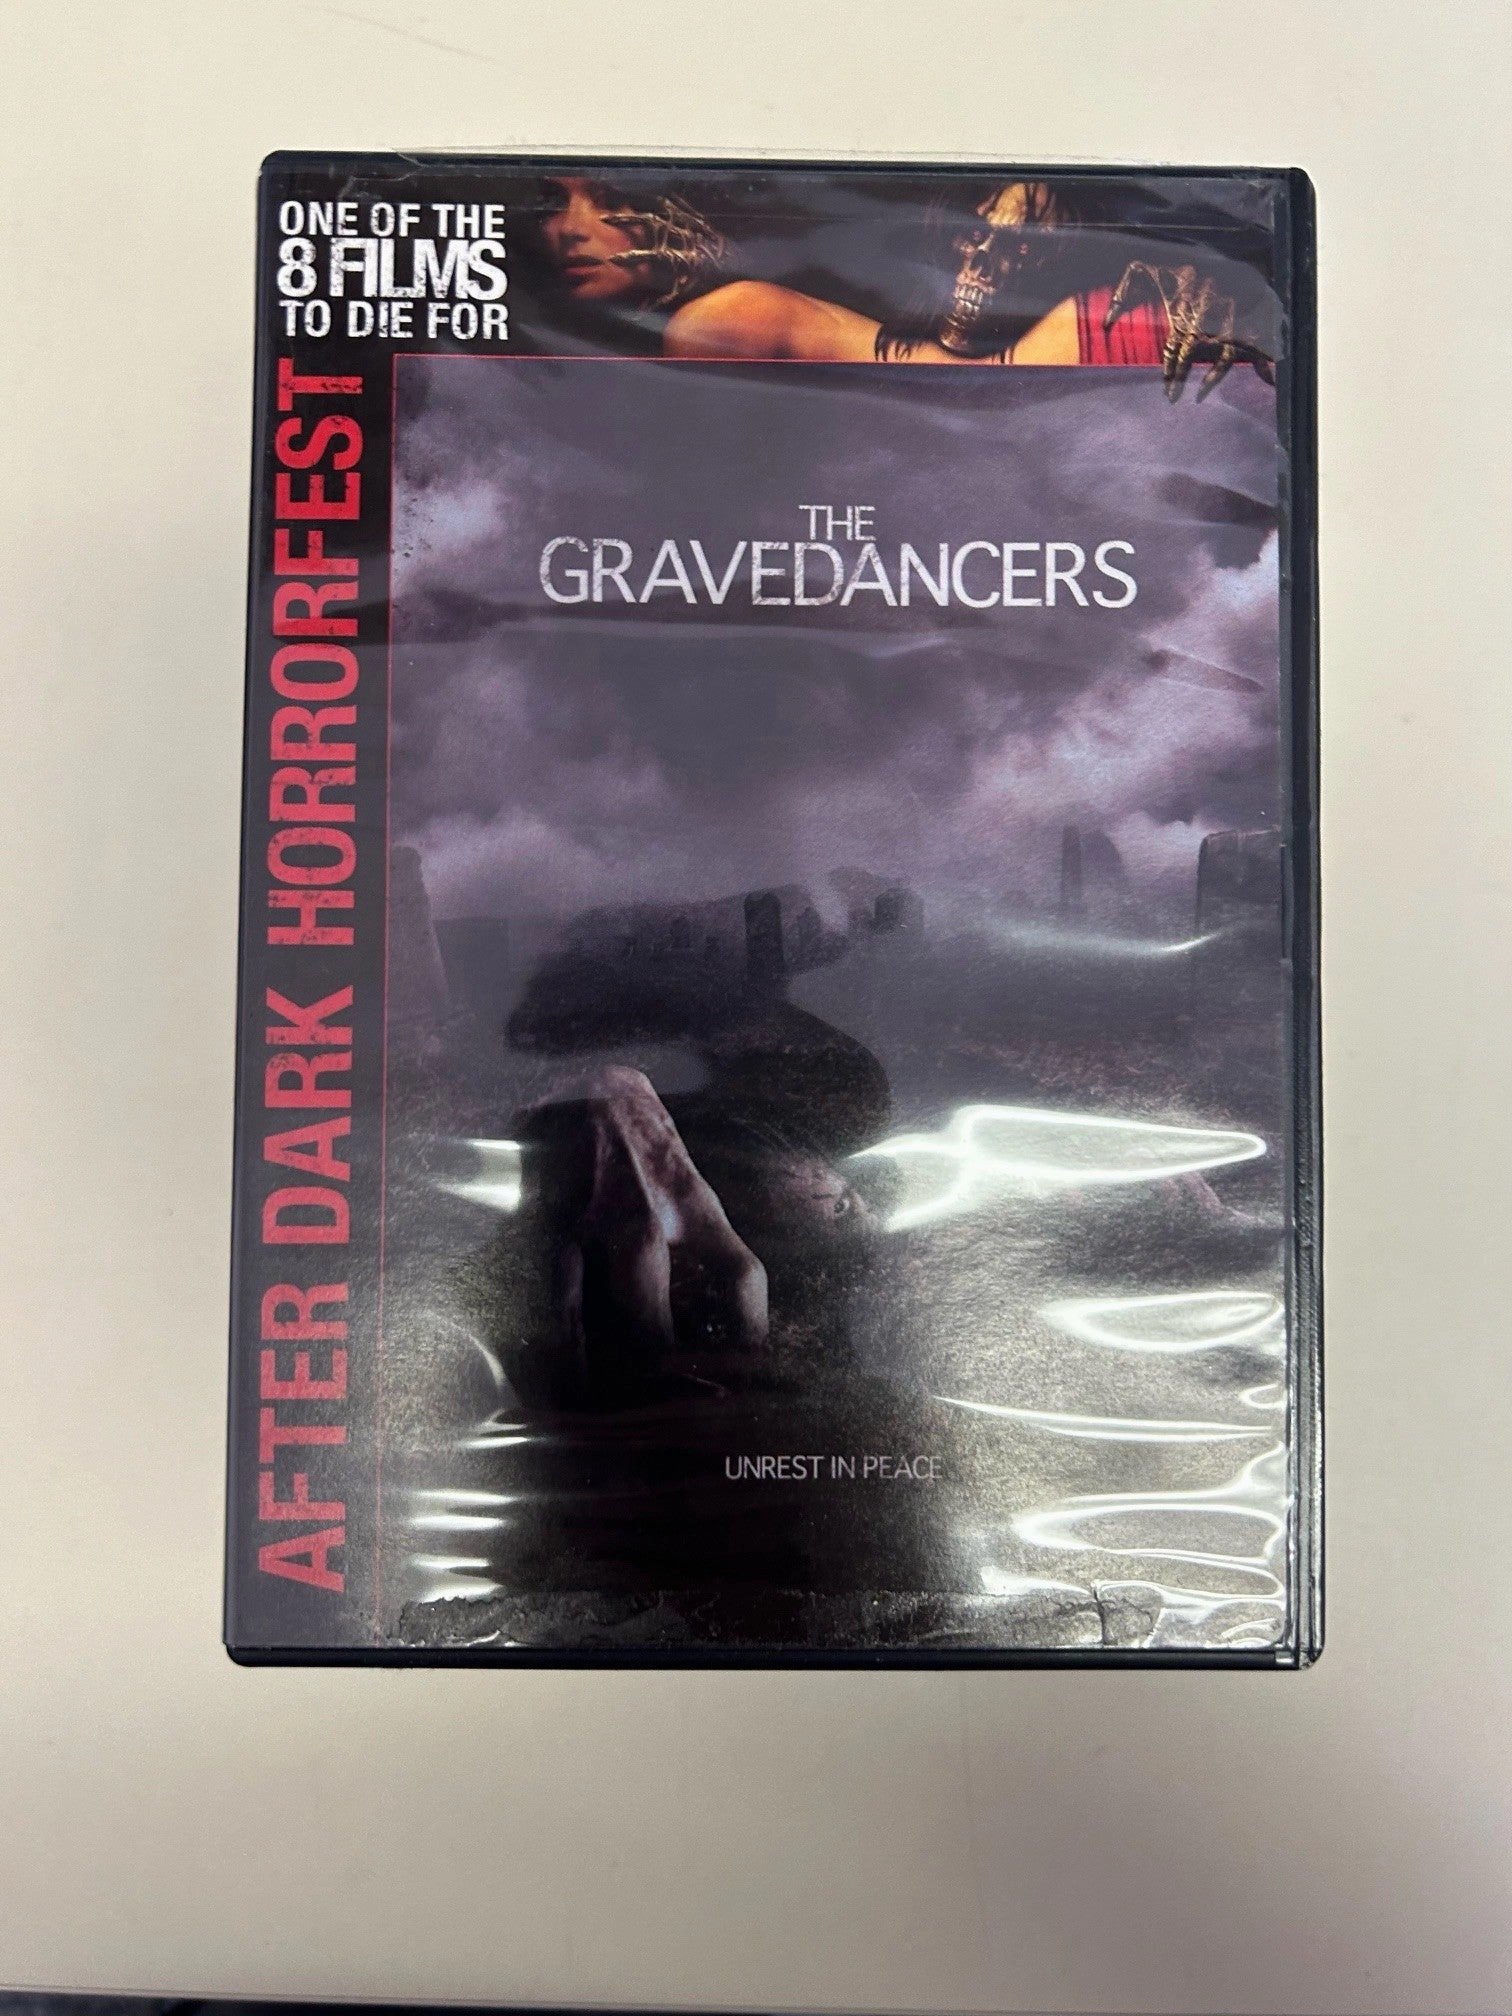 ONE OF THE
8 FILMS
TO DIE FOR
AFTER DARK HORRORFEST
THE
GRAVEDANCERS
UNREST IN PEACE